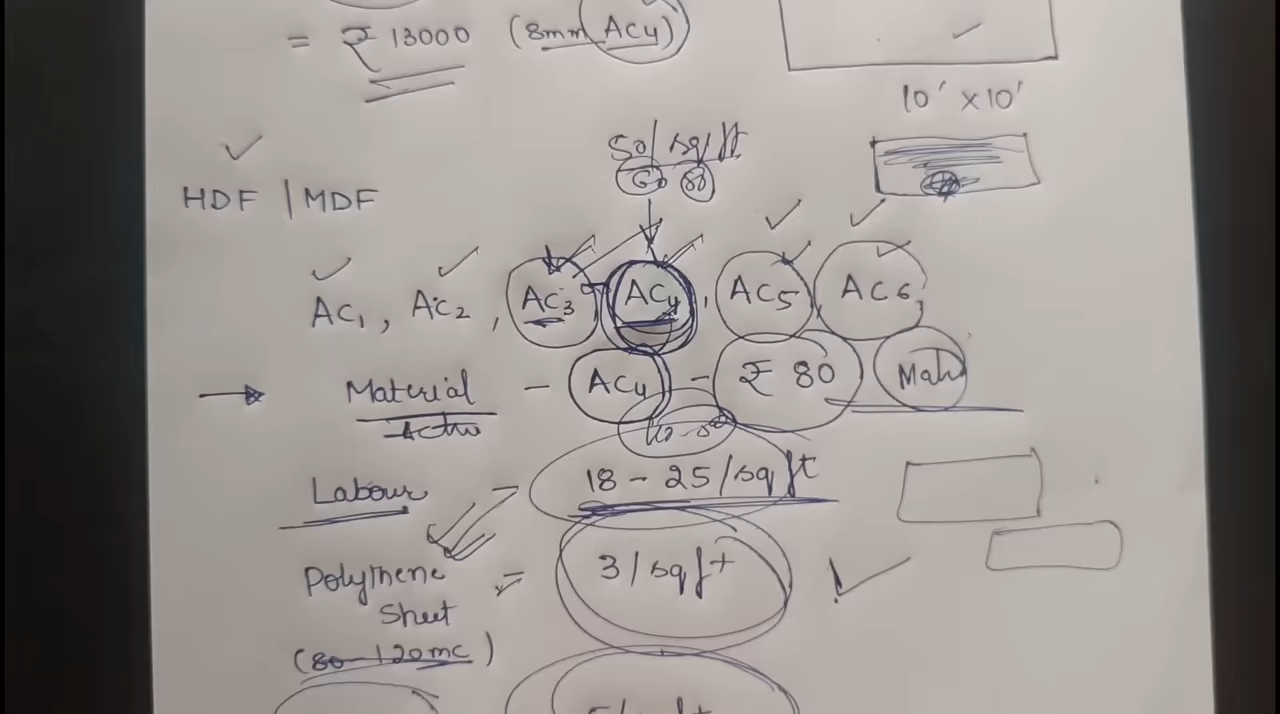 = ₹ 13000 (8mm AC4)
10' x 10'
50/sqft
60 80
HDF | MDF
AC1, AC2, AC3, AC4, AC5, AC6
Material - AC4 - ₹ 80
Labour - 18 - 25/sqft
Polythene = 3/sqft
Sheet
(80-120mc)